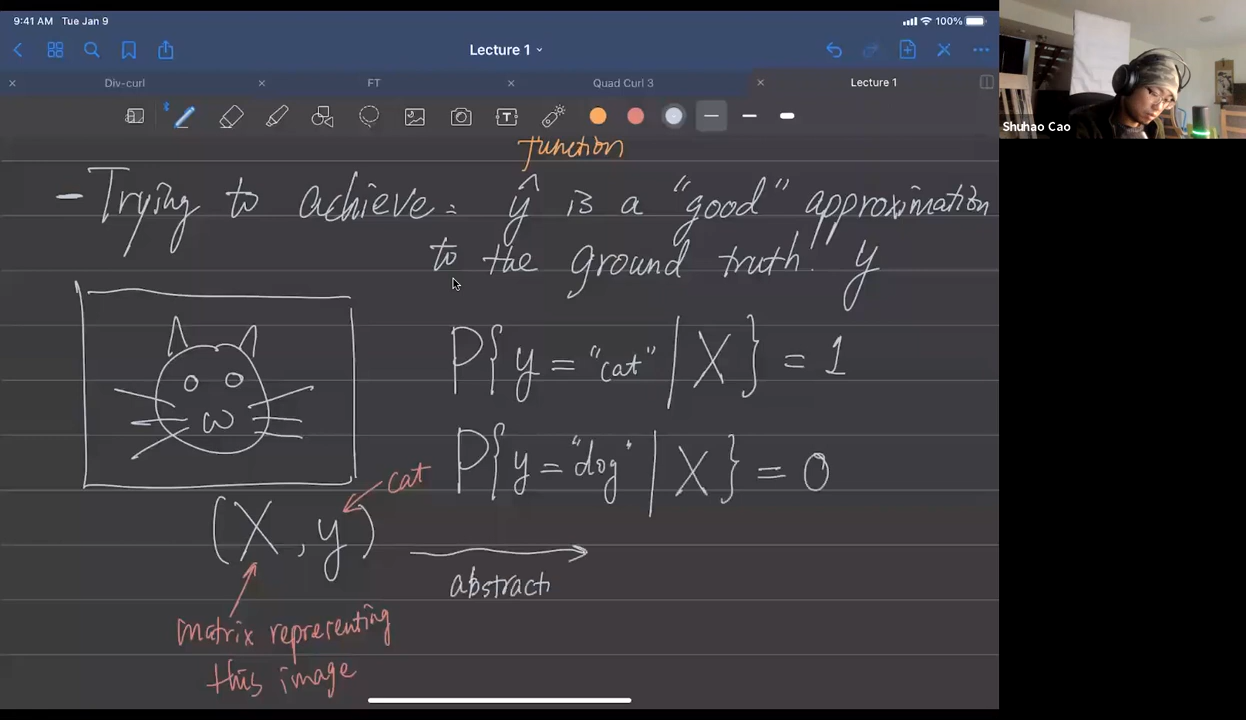 9:41 AM Tue Jan 9
100%
Lecture 1
Div-curl
FT
Quad Curl 3
Lecture 1
Shuhao Cao
function
- Trying to achieve : ŷ is a "good" approximation
to the ground truth! y
P{ y = "cat" | X } = 1
P{ y = "dog" | X } = 0
cat
(X , y)
abstract
matrix representing
this image